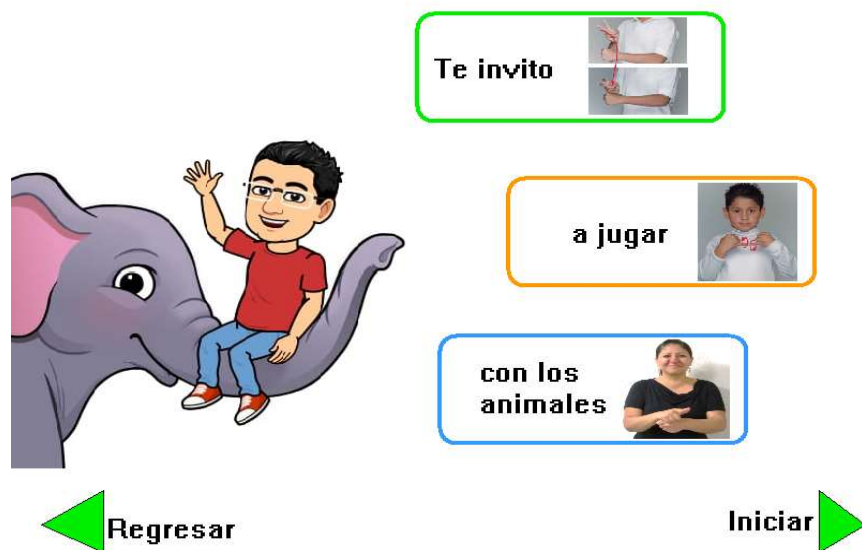 Te invito
a jugar
con los
animales
Regresar
Iniciar